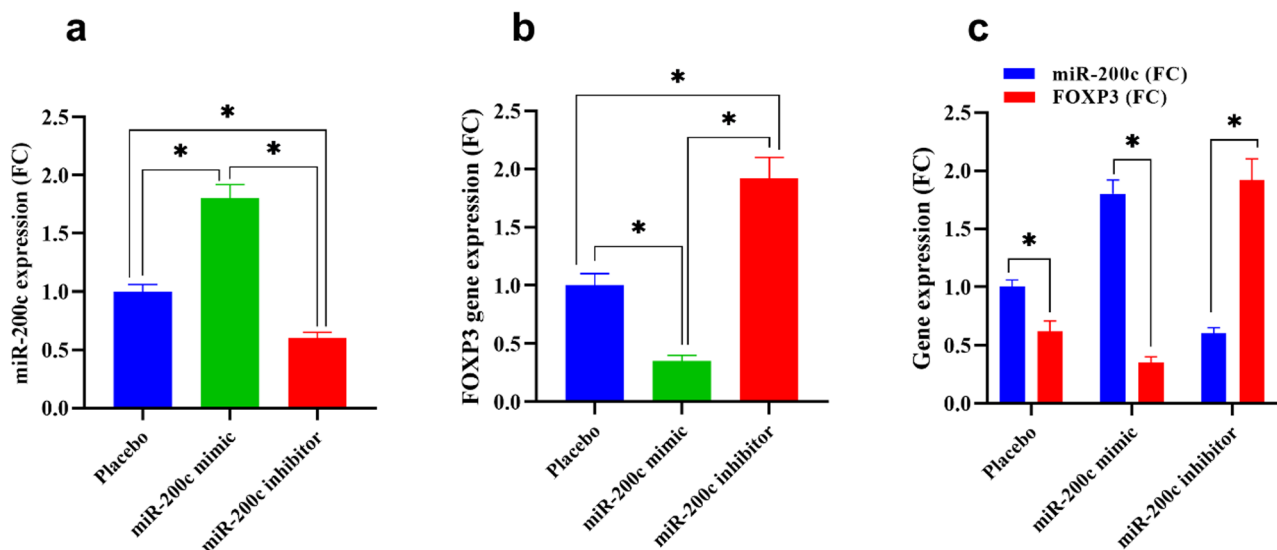 a
miR-200c expression (FC)
2.5
2.0
1.5
1.0
0.5
0.0
*
*
*
Placebo
miR-200c mimic
miR-200c inhibitor
b
FOXP3 gene expression (FC)
2.5
2.0
1.5
1.0
0.5
0.0
*
*
*
Placebo
miR-200c mimic
miR-200c inhibitor
c
miR-200c (FC)
FOXP3 (FC)
Gene expression (FC)
2.5
2.0
1.5
1.0
0.5
0.0
*
*
*
Placebo
miR-200c mimic
miR-200c inhibitor